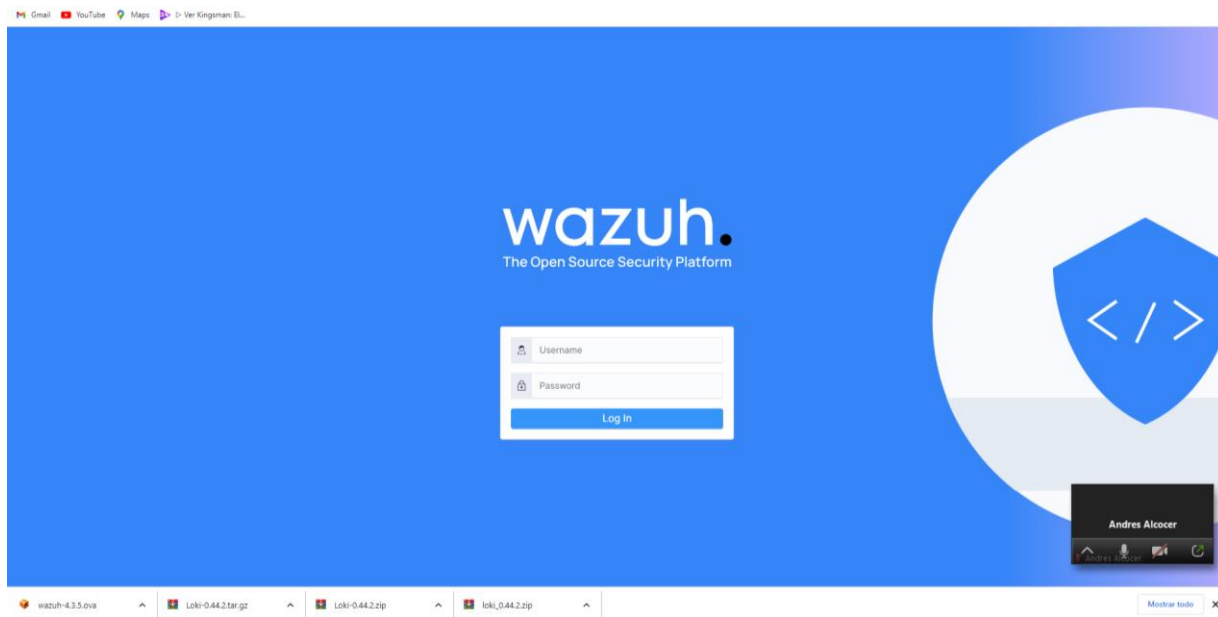 Gmail YouTube Maps ▷ Ver Kingsman: El...
wazuh.
The Open Source Security Platform
Username
Password
Log In
</>
Andres Alcocer
Andres Alcocer
wazuh-4.3.5.ova Loki-0.44.2.tar.gz Loki-0.44.2.zip loki_0.44.2.zip Mostrar todo